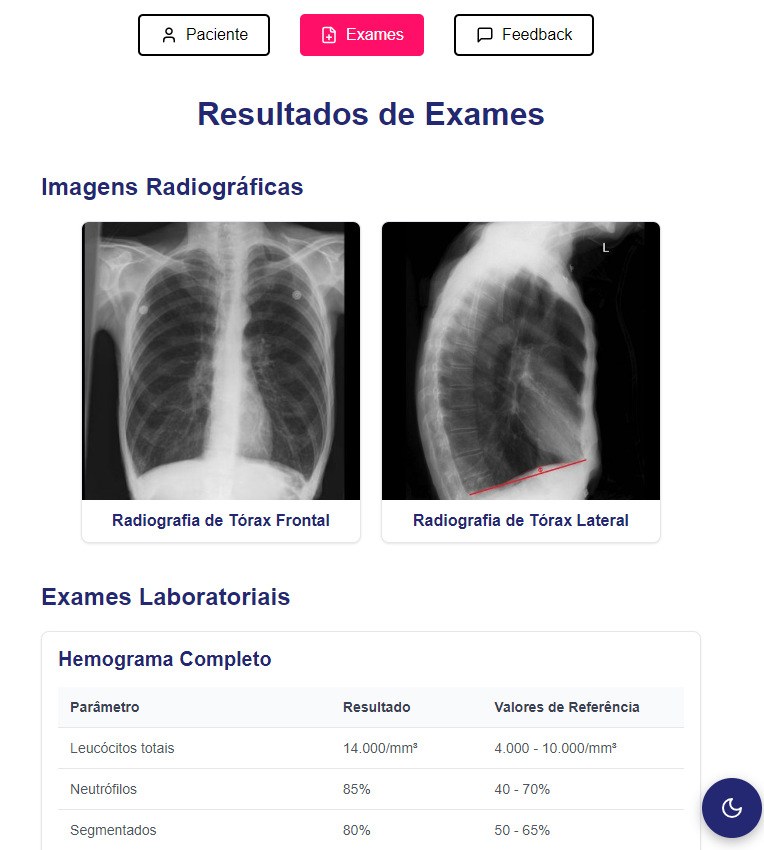 Paciente
Exames
Feedback
Resultados de Exames
Imagens Radiográficas
L
Radiografia de Tórax Frontal
Radiografia de Tórax Lateral
Exames Laboratoriais
Hemograma Completo
Parâmetro Resultado Valores de Referência
Leucócitos totais 14.000/mm³ 4.000 - 10.000/mm³
Neutrófilos 85% 40 - 70%
Segmentados 80% 50 - 65%